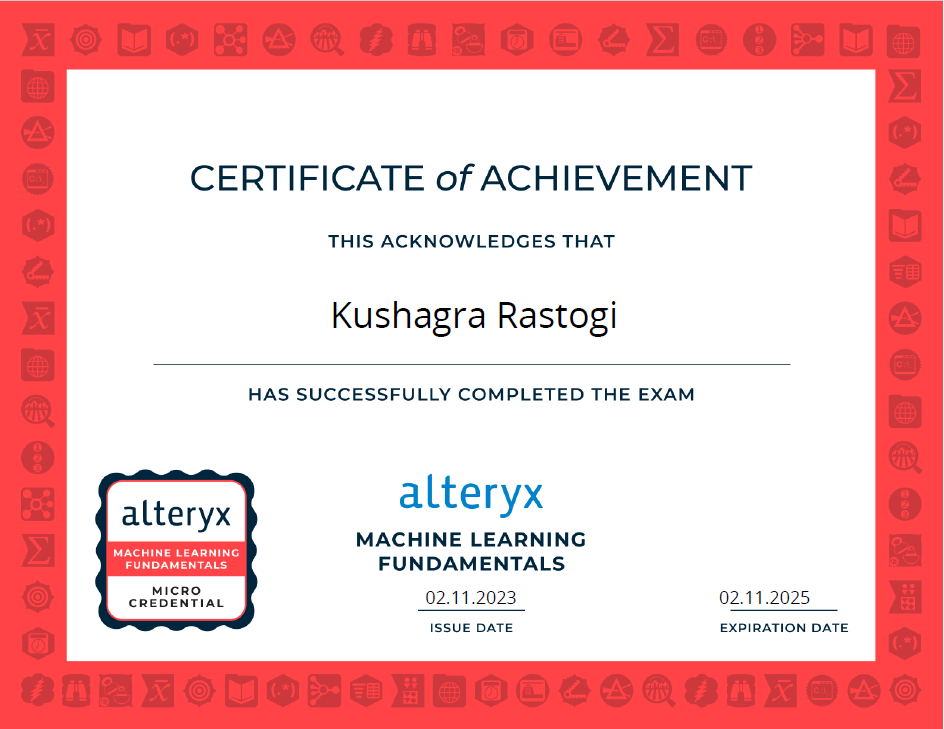 CERTIFICATE of ACHIEVEMENT
THIS ACKNOWLEDGES THAT
Kushagra Rastogi
HAS SUCCESSFULLY COMPLETED THE EXAM
alteryx
MACHINE LEARNING
FUNDAMENTALS
MICRO
CREDENTIAL
alteryx
MACHINE LEARNING
FUNDAMENTALS
02.11.2023
ISSUE DATE
02.11.2025
EXPIRATION DATE